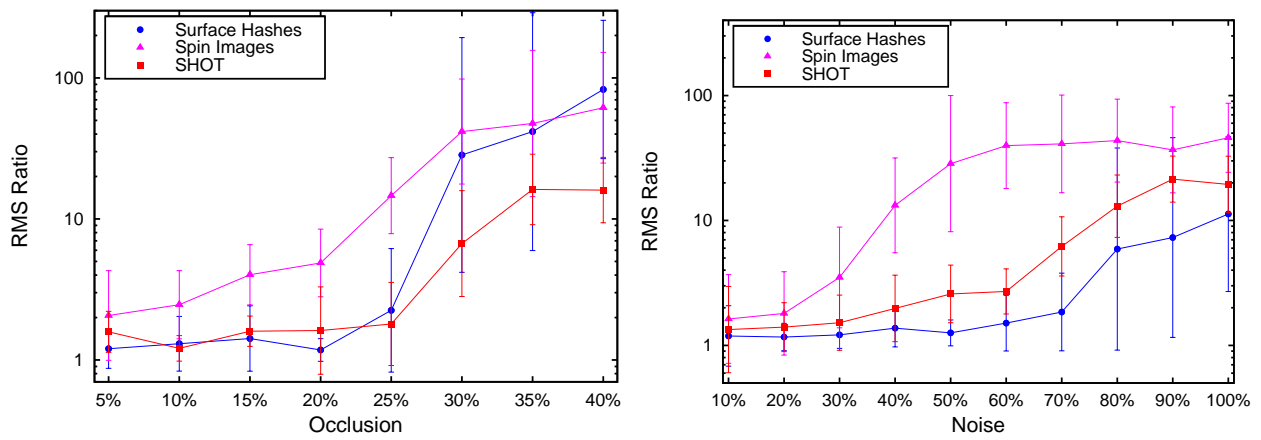 Surface Hashes
Spin Images
SHOT
RMS Ratio
100
10
1
5% 10% 15% 20% 25% 30% 35% 40%
Occlusion
Surface Hashes
Spin Images
SHOT
RMS Ratio
100
10
1
10% 20% 30% 40% 50% 60% 70% 80% 90% 100%
Noise